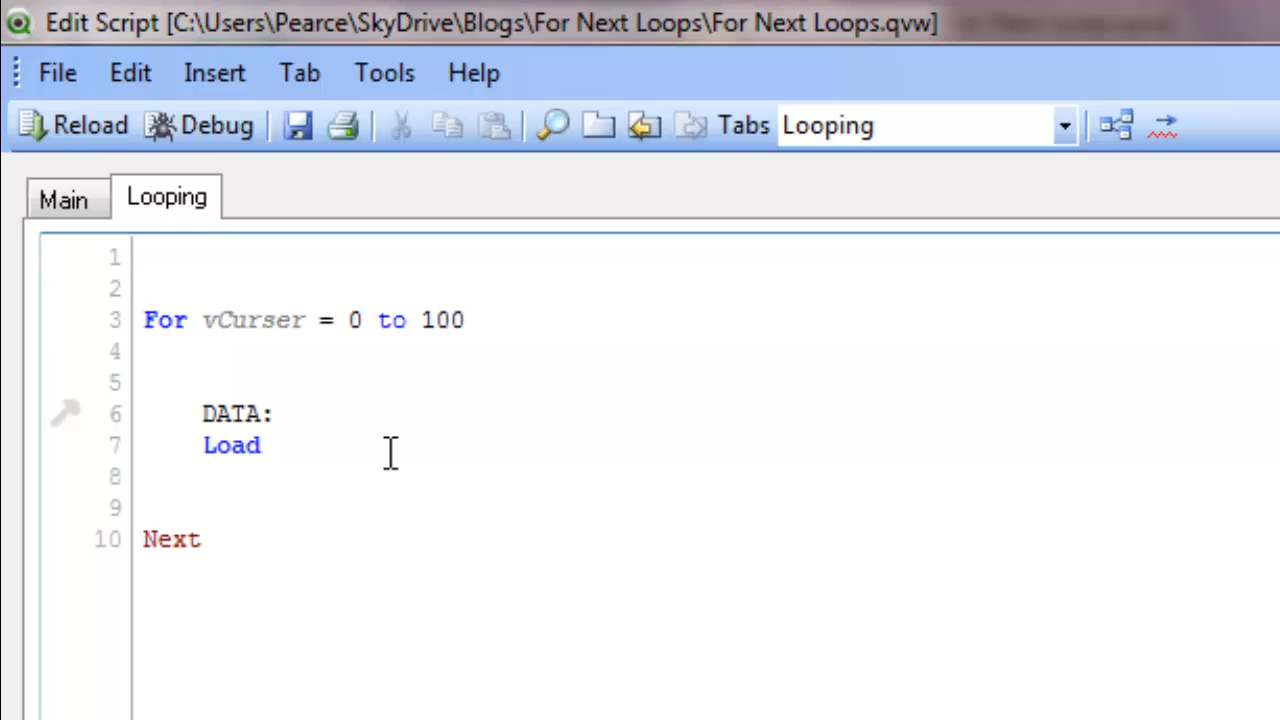 Edit Script [C:\Users\Pearce\SkyDrive\Blogs\For Next Loops\For Next Loops.qvw]
File Edit Insert Tab Tools Help
Reload Debug Tabs Looping
Main Looping
1
2
3 For vCurser = 0 to 100
4
5
6 DATA:
7 Load
8
9
10 Next